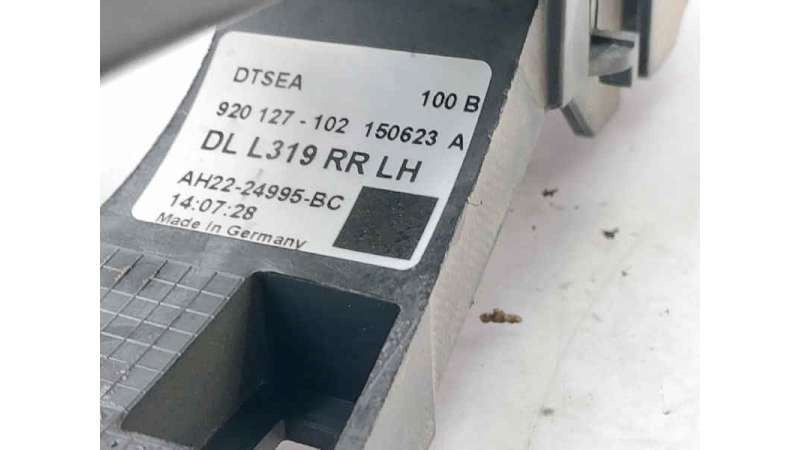 DTSEA 100 B
920 127 - 102 150623 A
DL L319 RR LH
AH22-24995-BC
14:07:28
Made in Germany